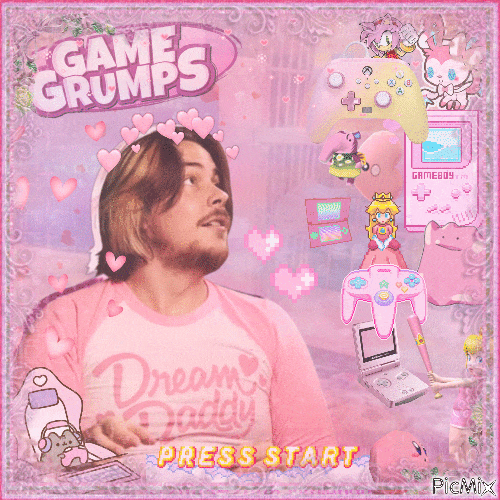 GAME
GRUMPS
GAMEBOY
Dream
Daddy
PRESS START
PicMix